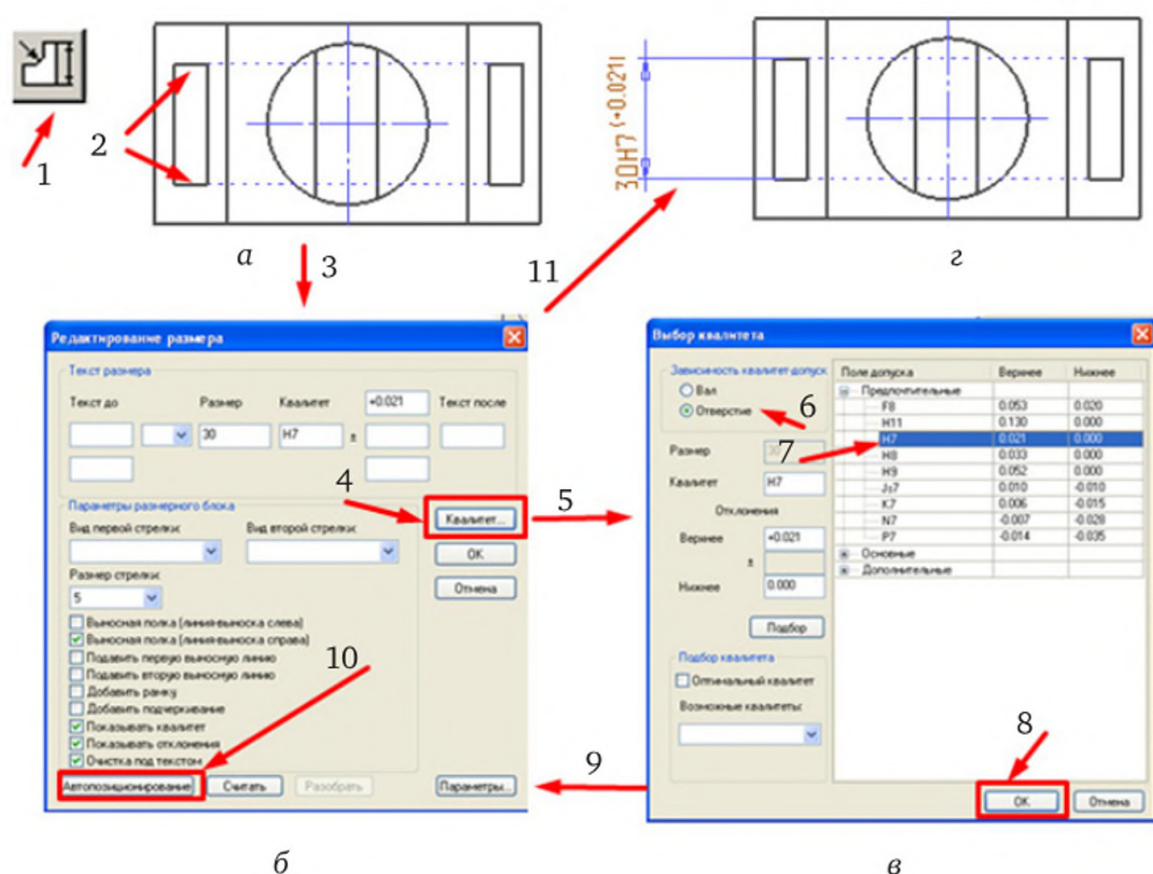 1
2
30H7 (+0.021)
а
3
11
г
Редактирование размера
Текст размера
Текст до Размер Квалитет +0.021 Текст после
30 H7 ±
4
Параметры размерного блока
Вид первой стрелки:
Вид второй стрелки:
Квалитет...
5
ОК
Размер стрелки:
5
Отмена
Выносная полка (линия-выноска слева)
Выносная полка (линия-выноска справа)
Подавить первую выносную линию
Подавить вторую выносную линию
Добавить рамку
Добавить подчеркивание
Показывать квалитет
Показывать отклонения
Очистка под текстом
10
Автопозиционирование Считать Разобрать Параметры...
9
б
Выбор квалитета
Зависимость квалитет-допуск
Вал
Отверстие
6
7
Размер 30
Квалитет H7
Отклонения
Верхнее +0.021
±
Нижнее 0.000
Подбор
Подбор квалитета
Оптимальный квалитет
Возможные квалитеты:
Поле допуска Верхнее Нижнее
Предпочтительные
F8 0.053 0.020
H11 0.130 0.000
H7 0.021 0.000
H8 0.033 0.000
H9 0.052 0.000
Js7 0.010 -0.010
K7 0.006 -0.015
N7 -0.007 -0.028
P7 -0.014 -0.035
Основные
Дополнительные
8
ОК Отмена
в